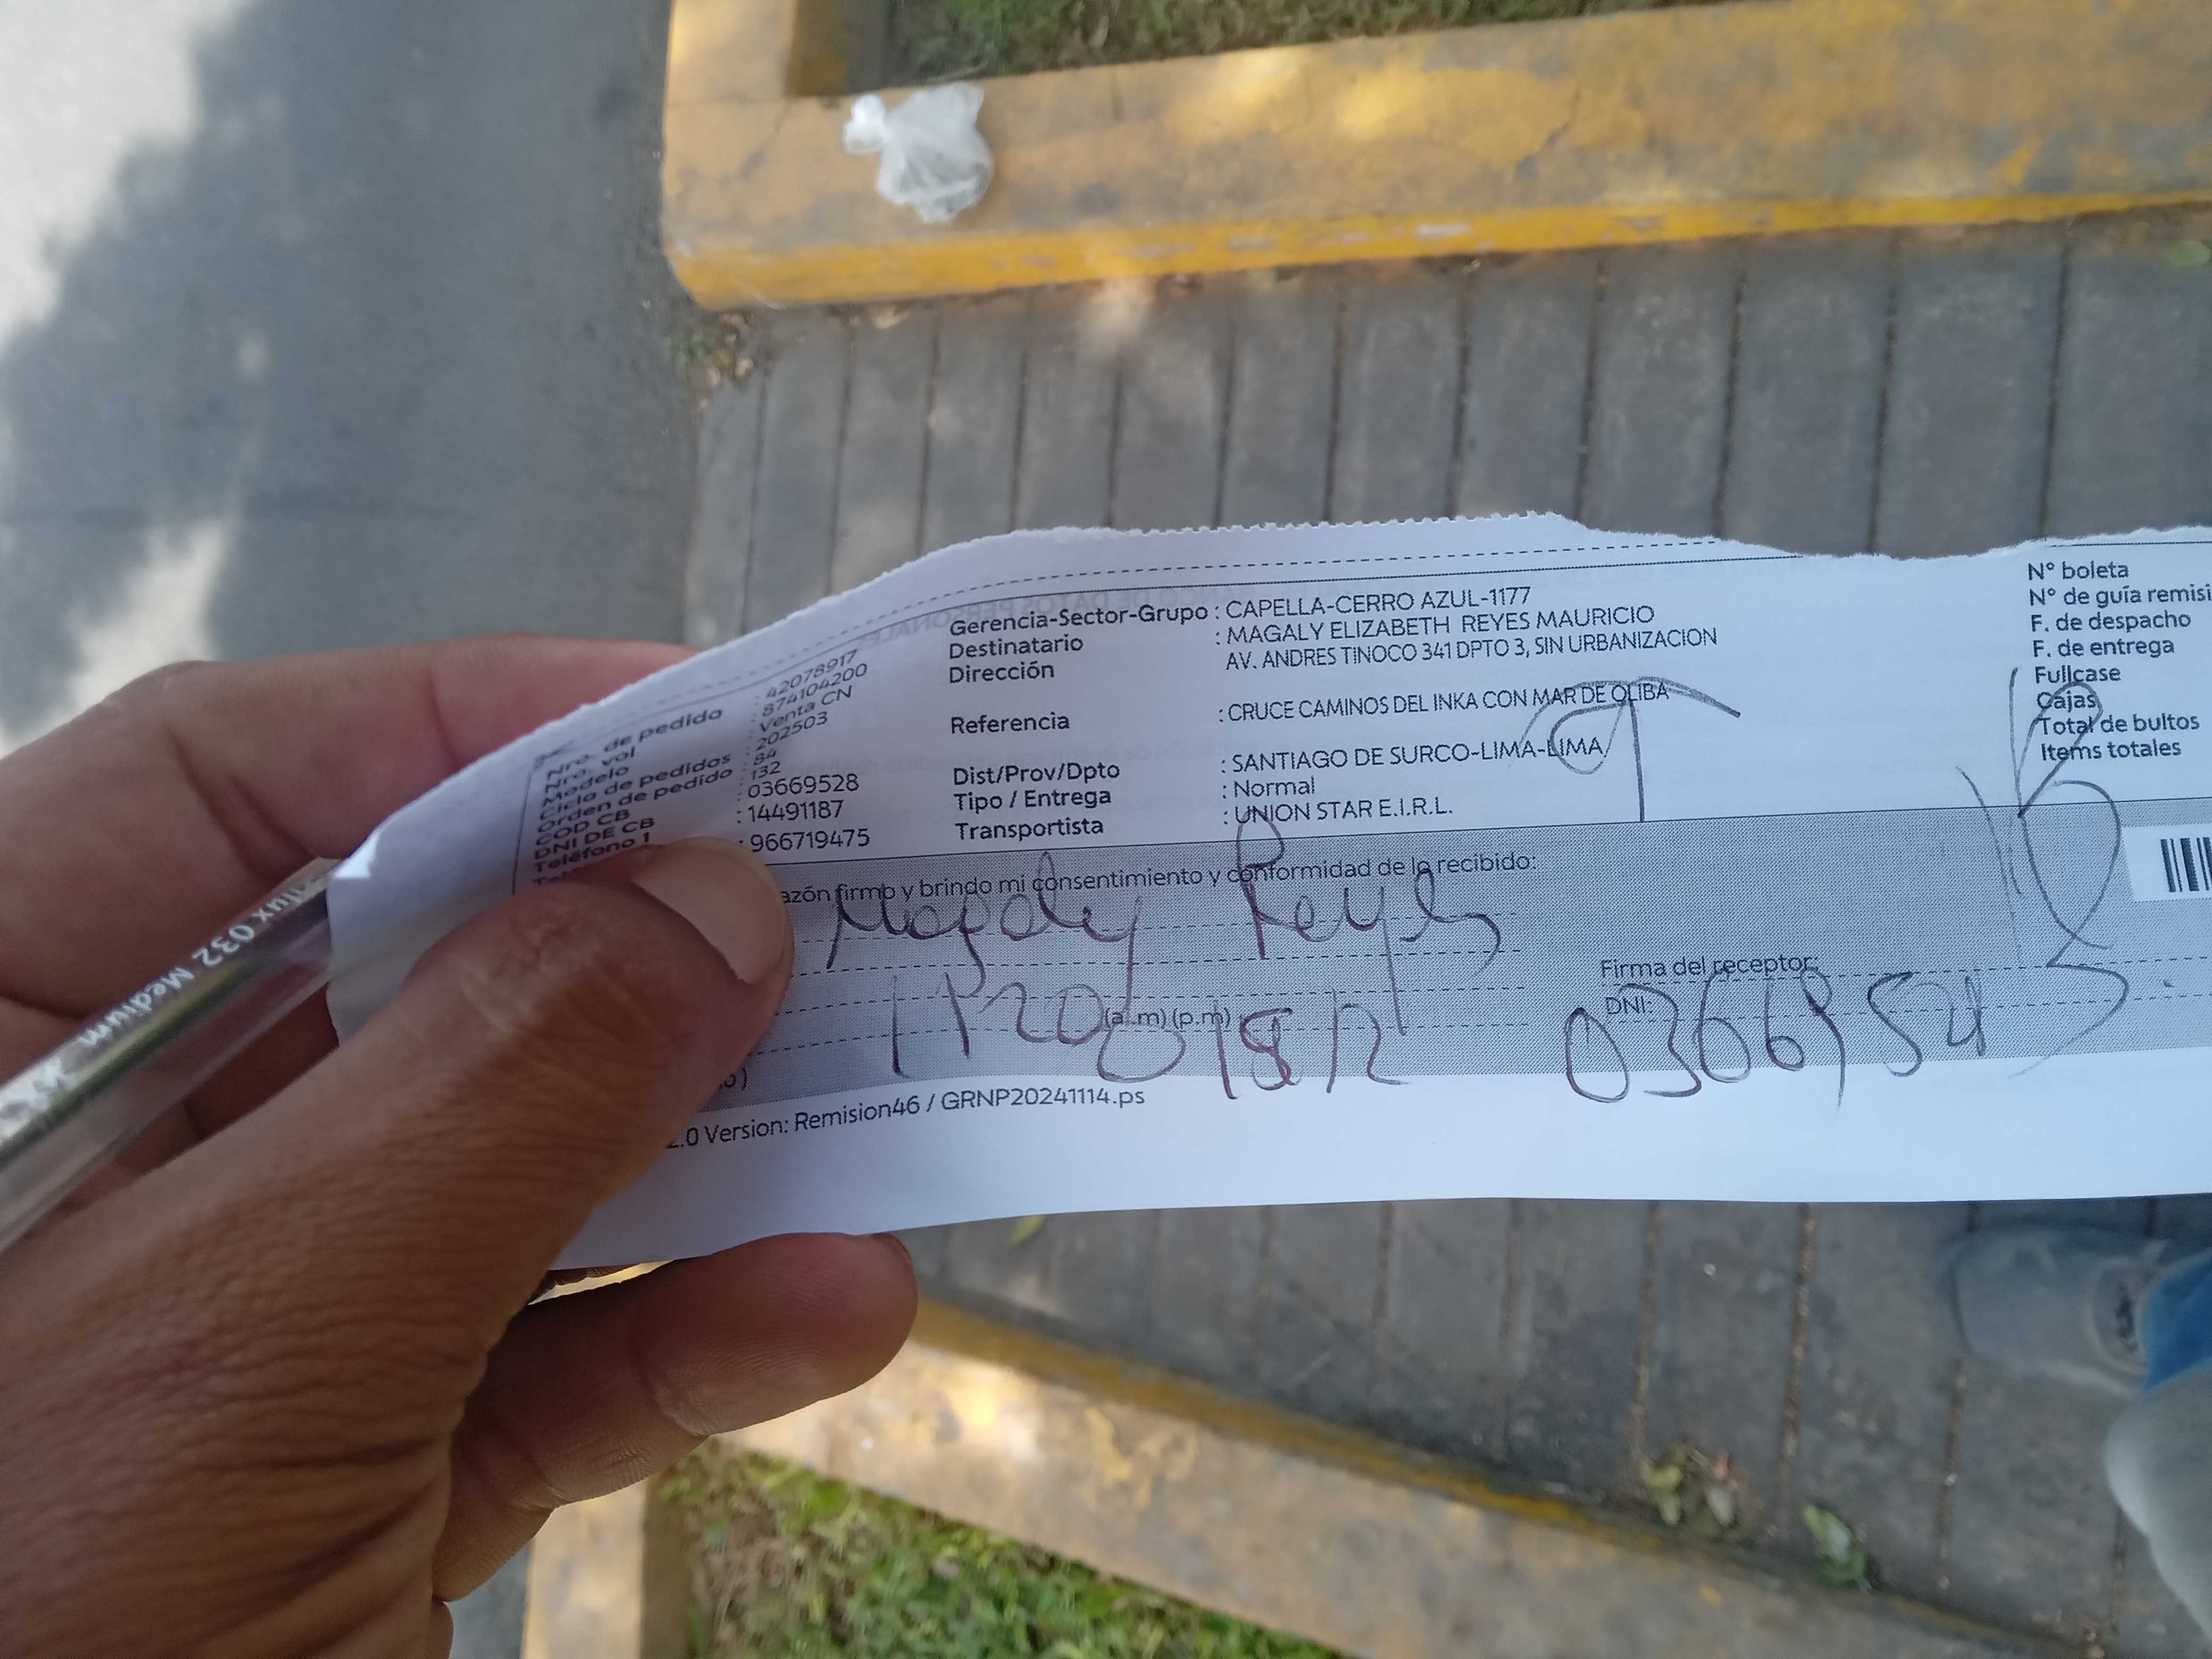 Nro. de pedido : 42078917
Nro. vol : 874104200
Modelo : Venta CN
Ciclo de pedidos : 202503
Orden de pedido : 84
COD CB : 132
DNI DE CB : 03669528
Teléfono 1 : 14491187
: 966719475
Gerencia-Sector-Grupo : CAPELLA-CERRO AZUL-1177
Destinatario : MAGALY ELIZABETH REYES MAURICIO
Dirección AV. ANDRES TINOCO 341 DPTO 3, SIN URBANIZACION
Referencia : CRUCE CAMINOS DEL INKA CON MAR DE OLIBA
Dist/Prov/Dpto : SANTIAGO DE SURCO-LIMA-LIMA
Tipo / Entrega : Normal
Transportista : UNION STAR E.I.R.L.
N° boleta
N° de guía remisi
F. de despacho
F. de entrega
Fullcase
Cajas
Total de bultos
Items totales
azón firmo y brindo mi consentimiento y conformidad de lo recibido:
Magaly Reyes
(a.m) (p.m)
Firma del receptor:
DNI:
2.0 Version: Remision46 / GRNP20241114.ps
032 Medium